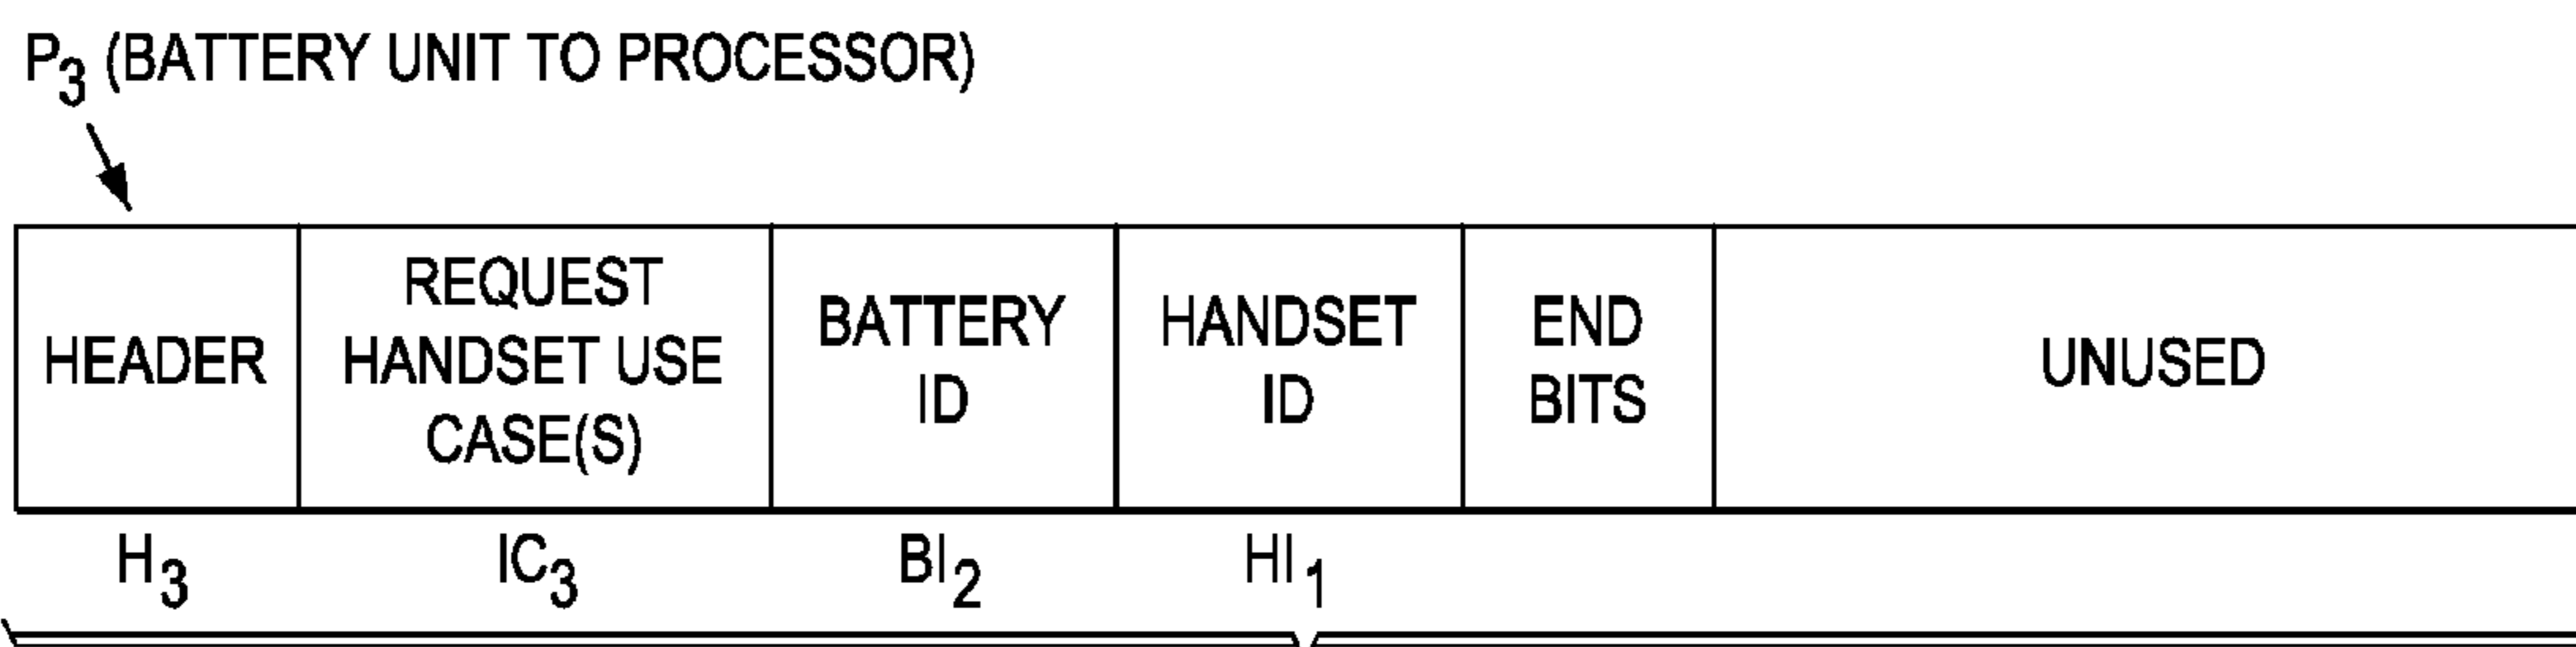 P3 (BATTERY UNIT TO PROCESSOR)
HEADER
REQUEST
HANDSET USE
CASE(S)
BATTERY
ID
HANDSET
ID
END
BITS
UNUSED
H3
IC3
BI2
HI1